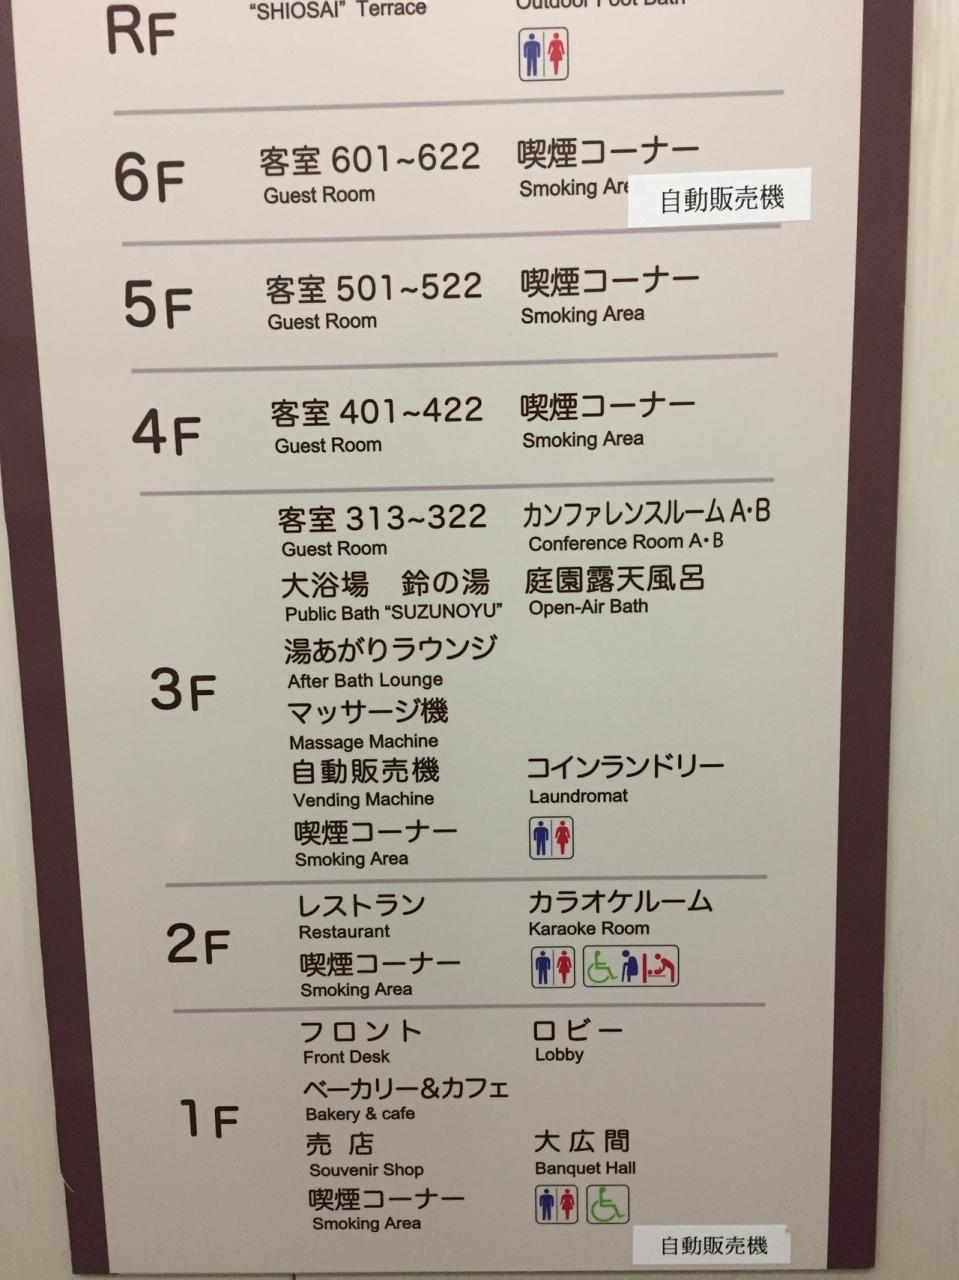 RF
“SHIOSAI” Terrace
Outdoor Foot Bath
6F
客室 601~622
Guest Room
喫煙コーナー
Smoking Are
自動販売機
5F
客室 501~522
Guest Room
喫煙コーナー
Smoking Area
4F
客室 401~422
Guest Room
喫煙コーナー
Smoking Area
3F
客室 313~322
Guest Room
カンファレンスルーム A・B
Conference Room A・B
大浴場 鈴の湯
Public Bath “SUZUNOYU”
庭園露天風呂
Open-Air Bath
湯あがりラウンジ
After Bath Lounge
マッサージ機
Massage Machine
自動販売機
Vending Machine
コインランドリー
Laundromat
喫煙コーナー
Smoking Area
2F
レストラン
Restaurant
カラオケルーム
Karaoke Room
喫煙コーナー
Smoking Area
1F
フロント
Front Desk
ロビー
Lobby
ベーカリー&カフェ
Bakery & cafe
売店
Souvenir Shop
大広間
Banquet Hall
喫煙コーナー
Smoking Area
自動販売機